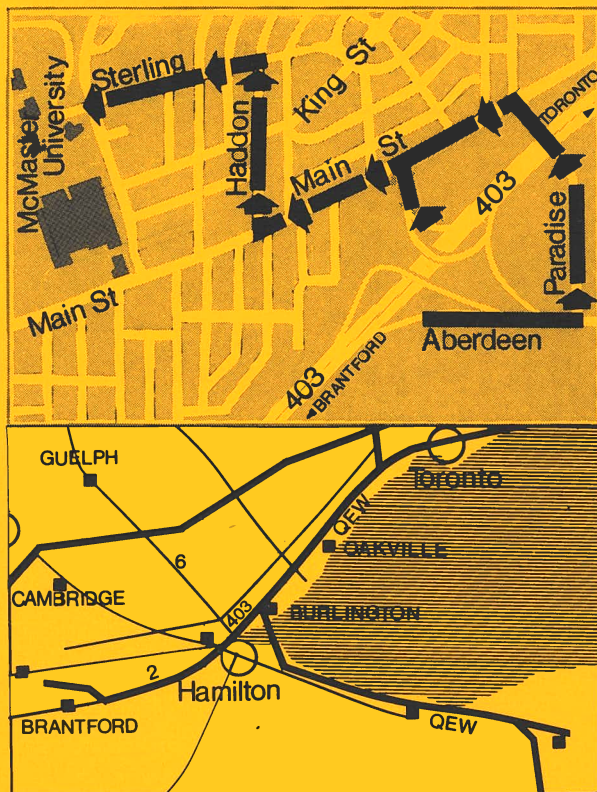 McMaster
University
Sterling
Haddon
King St
Main St
TORONTO
403
Paradise
Main St
Aberdeen
403
BRANTFORD
GUELPH
Toronto
QEW
OAKVILLE
6
CAMBRIDGE
403
BURLINGTON
2
Hamilton
BRANTFORD
QEW